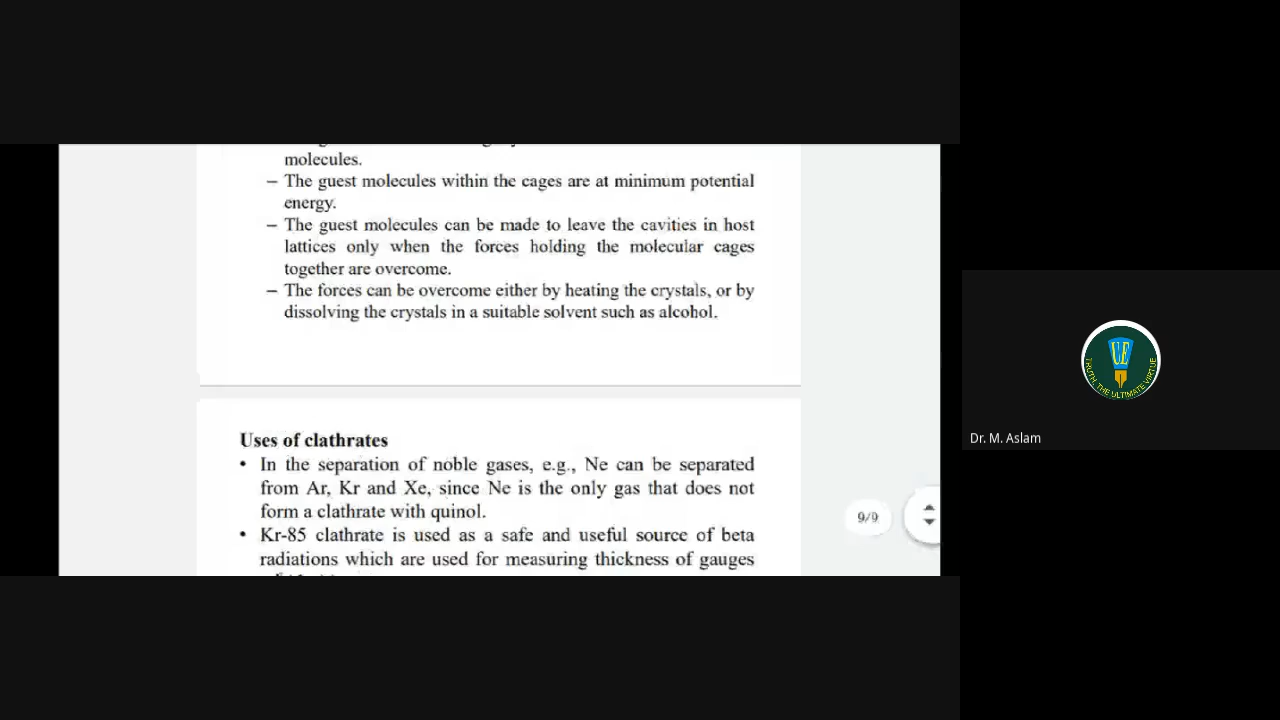 molecules.
– The guest molecules within the cages are at minimum potential
energy.
– The guest molecules can be made to leave the cavities in host
lattices only when the forces holding the molecular cages
together are overcome.
– The forces can be overcome either by heating the crystals, or by
dissolving the crystals in a suitable solvent such as alcohol.
Uses of clathrates
• In the separation of noble gases, e.g., Ne can be separated
from Ar, Kr and Xe, since Ne is the only gas that does not
form a clathrate with quinol.
• Kr-85 clathrate is used as a safe and useful source of beta
radiations which are used for measuring thickness of gauges
9/9
UE
TRUTH, THE ULTIMATE VIRTUE
Dr. M. Aslam